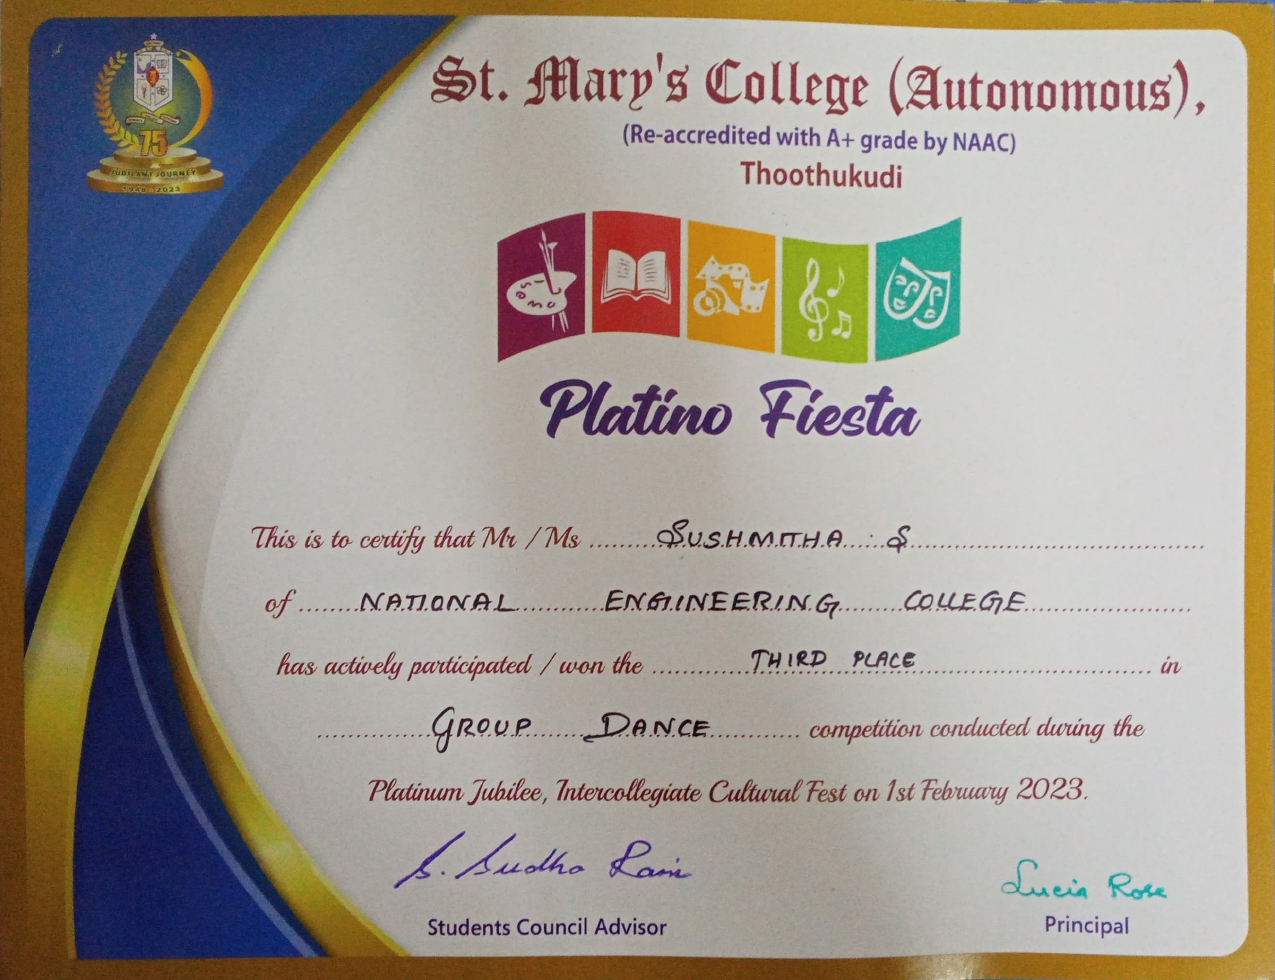 75
JUBILANT JOURNEY
1948 - 2023
St. Mary's College (Autonomous),
(Re-accredited with A+ grade by NAAC)
Thoothukudi
Platino Fiesta
This is to certify that Mr / Ms ........ SUSHMITHA . S ........
of ........ NATIONAL ENGINEERING COLLEGE ........
has actively participated / won the ........ THIRD PLACE ........ in
........ GROUP DANCE ........ competition conducted during the
Platinum Jubilee, Intercollegiate Cultural Fest on 1st February 2023.
S. Sudha Rani
Lucia Rose
Students Council Advisor
Principal